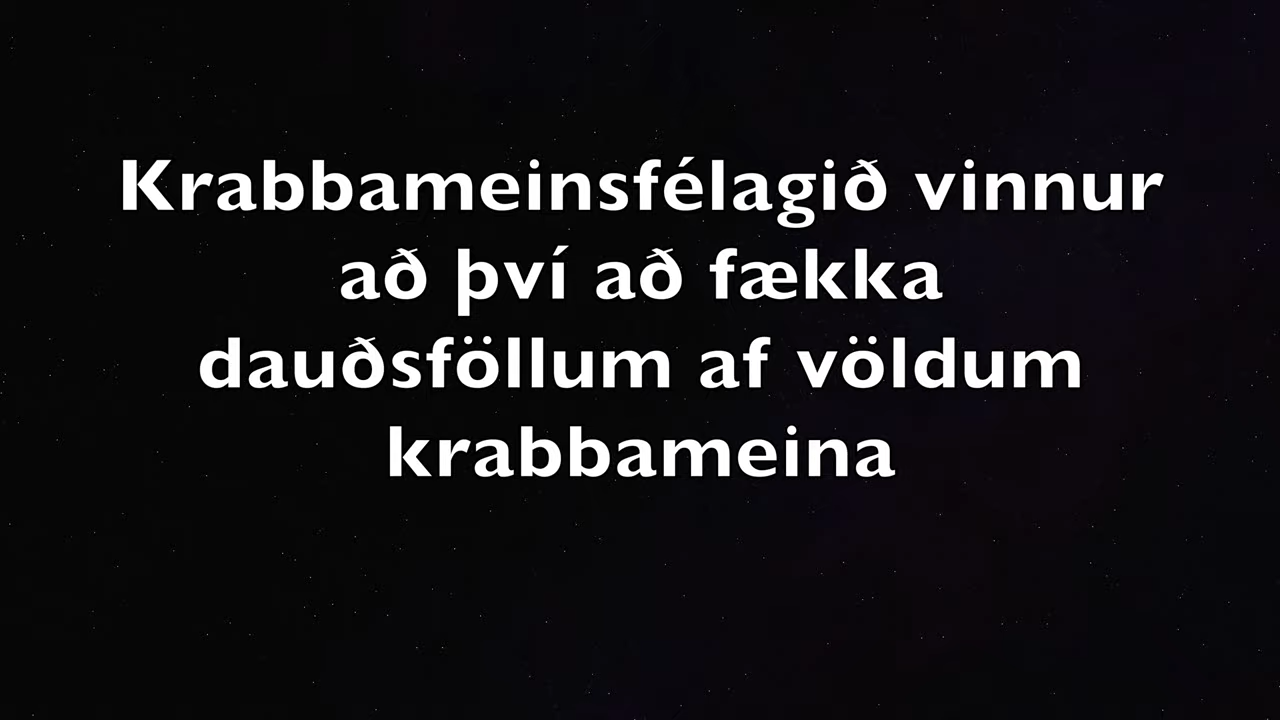 Krabbameinsfélagið vinnur
að því að fækka
dauðsföllum af völdum
krabbameina